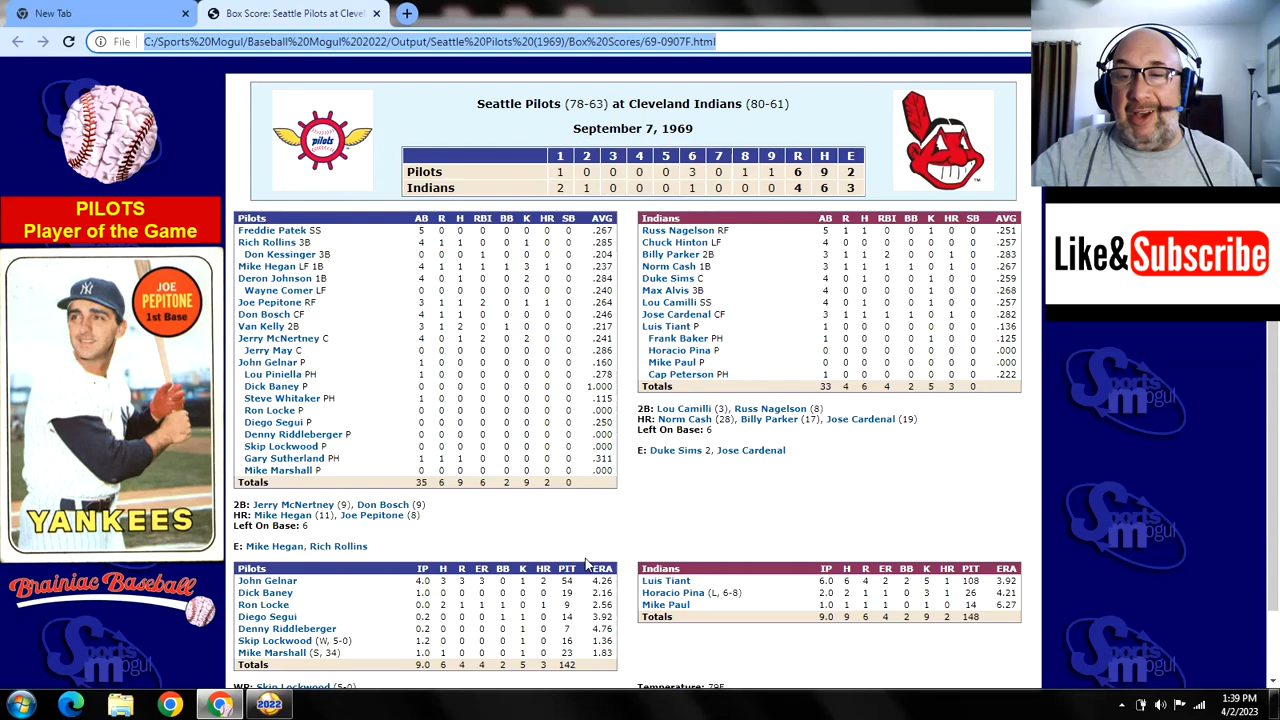 New Tab × Box Score: Seattle Pilots at Clevel × +
File C:/Sports%20Mogul/Baseball%20Mogul%202022/Output/Seattle%20Pilots%20(1969)/Box%20Scores/69-0907F.html
Seattle Pilots (78-63) at Cleveland Indians (80-61)
September 7, 1969
pilots
1 2 3 4 5 6 7 8 9 R H E
Pilots 1 0 0 0 0 3 0 1 1 6 9 2
Indians 2 1 0 0 0 1 0 0 0 4 6 3
PILOTS
Player of the Game
JOE
PEPITONE
1st Base
YANKEES
Brainiac Baseball
Pilots AB R H RBI BB K HR SB AVG
Freddie Patek SS 5 0 0 0 0 0 0 0 .267
Rich Rollins 3B 4 1 1 0 0 1 0 0 .285
Don Kessinger 3B 0 0 0 1 0 0 0 0 .204
Mike Hegan LF 1B 4 1 1 1 1 3 1 0 .237
Deron Johnson 1B 4 0 1 0 0 2 0 0 .284
Wayne Comer LF 0 0 0 0 0 0 0 0 .240
Joe Pepitone RF 3 1 1 2 0 1 1 0 .264
Don Bosch CF 4 1 1 0 0 0 0 0 .246
Van Kelly 2B 3 1 2 0 1 0 0 0 .217
Jerry McNertney C 4 0 1 2 0 2 0 0 .241
Jerry May C 0 0 0 0 0 0 0 0 .286
John Gelnar P 1 0 0 0 0 0 0 0 .160
Lou Piniella PH 1 0 0 0 0 0 0 0 .278
Dick Baney P 0 0 0 0 0 0 0 0 1.000
Steve Whitaker PH 1 0 0 0 0 0 0 0 .115
Ron Locke P 0 0 0 0 0 0 0 0 .000
Diego Segui P 0 0 0 0 0 0 0 0 .250
Denny Riddleberger P 0 0 0 0 0 0 0 0 .000
Skip Lockwood P 0 0 0 0 0 0 0 0 .000
Gary Sutherland PH 1 1 1 0 0 0 0 0 .311
Mike Marshall P 0 0 0 0 0 0 0 0 .000
Totals 35 6 9 6 2 9 2 0
2B: Jerry McNertney (9), Don Bosch (9)
HR: Mike Hegan (11), Joe Pepitone (8)
Left On Base: 6
E: Mike Hegan, Rich Rollins
Indians AB R H RBI BB K HR SB AVG
Russ Nagelson RF 3 1 1 0 1 0 0 0 .251
Chuck Hinton LF 4 0 0 0 0 0 0 0 .257
Billy Parker 2B 4 1 1 2 0 0 1 0 .283
Norm Cash 1B 3 1 1 1 1 1 1 0 .267
Duke Sims C 4 0 0 0 0 1 0 0 .259
Max Alvis 3B 4 0 1 0 0 0 0 0 .238
Lou Camilli SS 4 0 1 0 0 1 0 0 .257
Jose Cardenal CF 3 1 1 1 0 1 1 0 .282
Luis Tiant P 1 0 0 0 0 0 0 0 .136
Frank Baker PH 1 0 0 0 0 1 0 0 .125
Horacio Pina P 0 0 0 0 0 0 0 0 .000
Mike Paul P 0 0 0 0 0 0 0 0 .000
Cap Peterson PH 1 0 0 0 0 0 0 0 .222
Totals 33 4 6 4 2 5 3 0
2B: Lou Camilli (3), Russ Nagelson (8)
HR: Norm Cash (28), Billy Parker (17), Jose Cardenal (19)
Left On Base: 6
E: Duke Sims 2, Jose Cardenal
Pilots IP H R ER BB K HR PIT ERA
John Gelnar 4.0 3 3 3 0 1 2 54 4.26
Dick Baney 1.0 0 0 0 0 1 0 19 2.16
Ron Locke 0.0 2 1 1 1 0 1 9 2.56
Diego Segui 0.2 0 0 0 1 1 0 14 3.92
Denny Riddleberger 0.2 0 0 0 0 1 0 7 4.76
Skip Lockwood (W, 5-0) 1.2 0 0 0 0 1 0 16 1.36
Mike Marshall (S, 34) 1.0 1 0 0 0 1 0 23 1.83
Totals 9.0 6 4 4 2 5 3 142
WP: Skip Lockwood (5-0)
Indians IP H R ER BB K HR PIT ERA
Luis Tiant 6.0 6 4 2 2 5 1 108 3.92
Horacio Pina (L, 6-8) 2.0 2 1 1 0 3 1 26 4.21
Mike Paul 1.0 1 1 1 0 1 0 14 6.27
Totals 9.0 9 6 4 2 9 2 148
Temperature: 79F
Like& Subscribe
Sports Mogul
2022
1:39 PM
4/2/2023